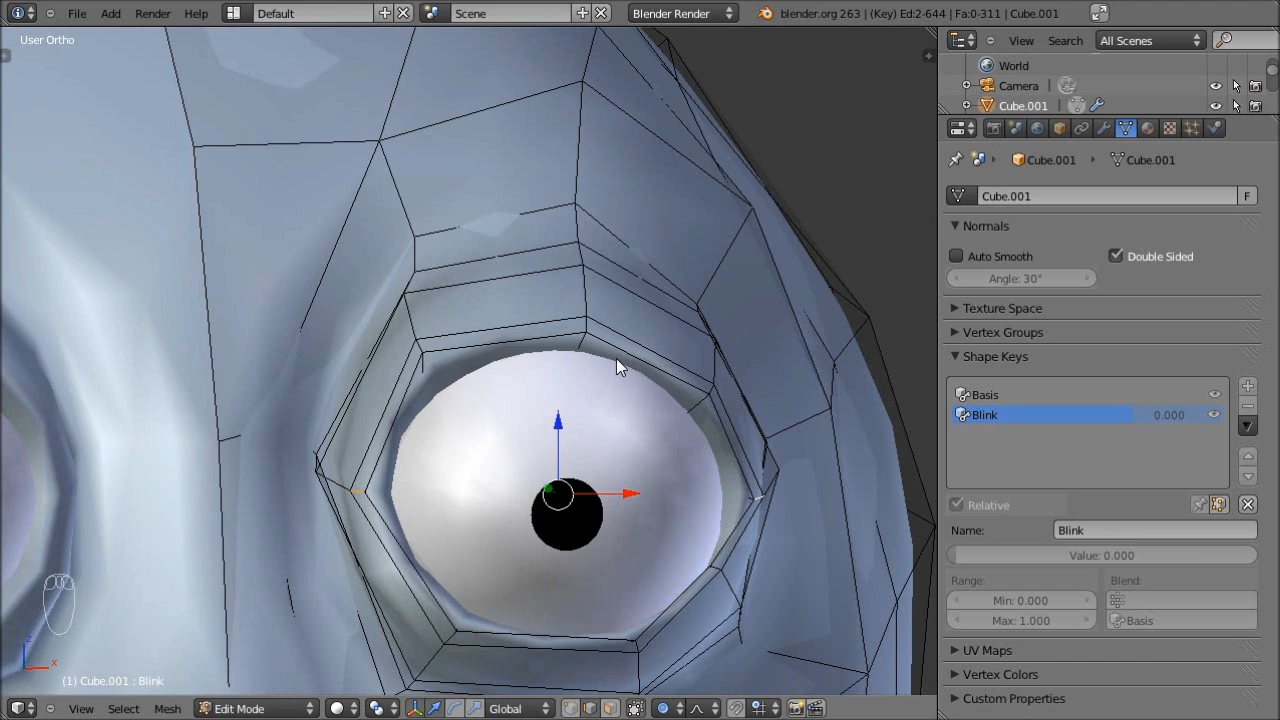 File Add Render Help Default Scene Blender Render blender.org 263 | (Key) Ed:2-644 | Fa:0-311 | Cube.001
User Ortho
View Search All Scenes
World
Camera
Cube.001
Cube.001 Cube.001
Cube.001 F
Normals
Auto Smooth Double Sided
Angle: 30°
Texture Space
Vertex Groups
Shape Keys
Basis
Blink 0.000
Relative
Name: Blink
Value: 0.000
Range: Blend:
Min: 0.000
Max: 1.000 Basis
UV Maps
Vertex Colors
Custom Properties
z
x
(1) Cube.001 : Blink
View Select Mesh Edit Mode Global